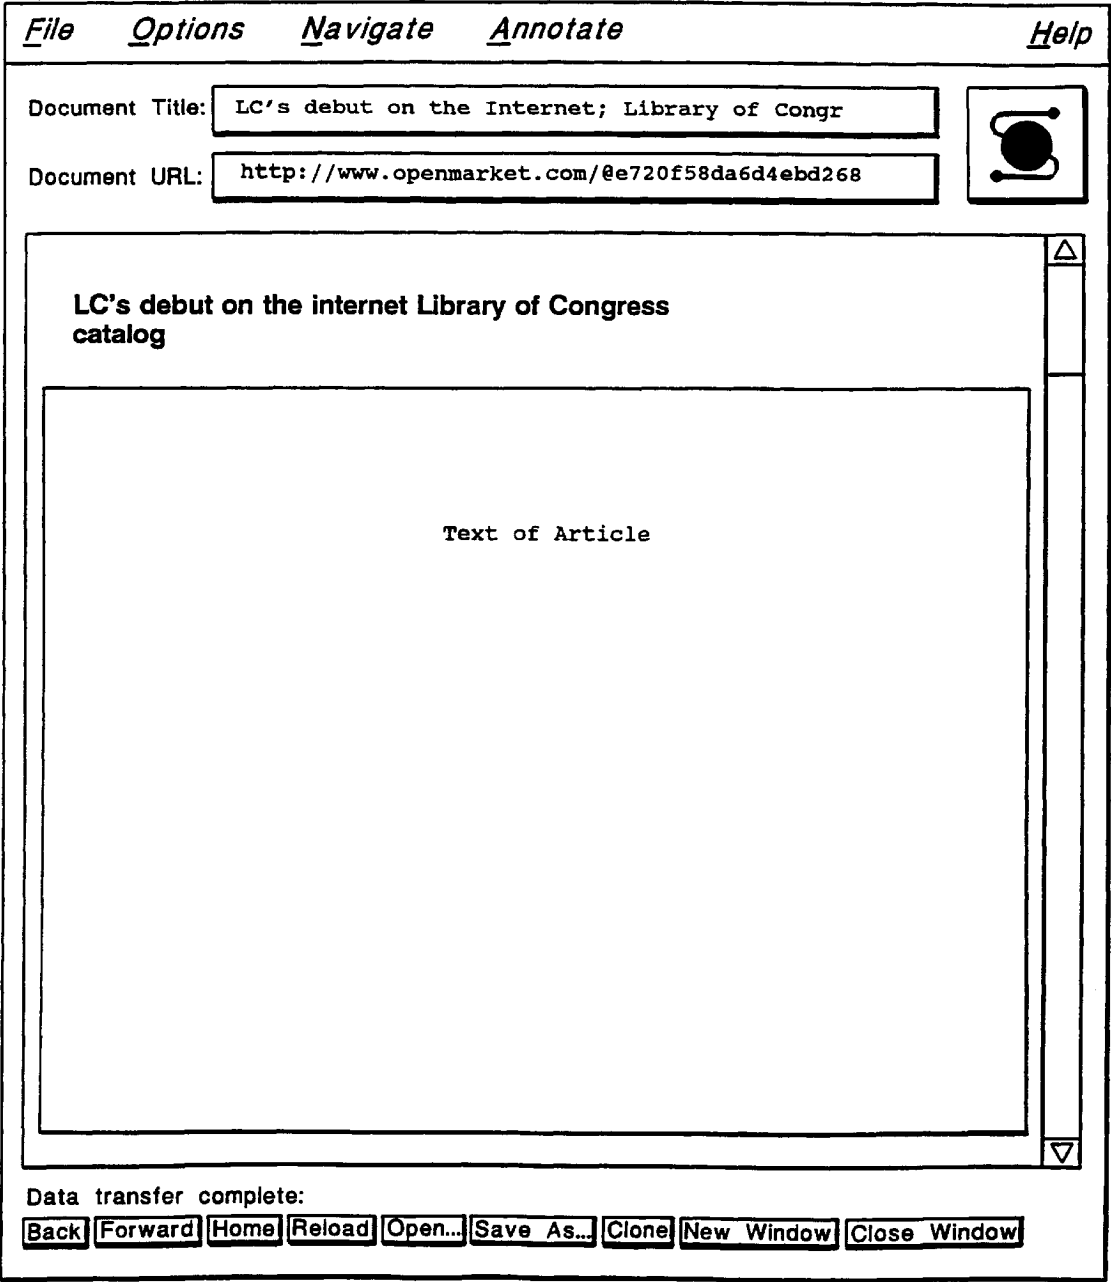 File Options Navigate Annotate Help
Document Title: LC's debut on the Internet; Library of Congr
Document URL: http://www.openmarket.com/@e720f58da6d4ebd268
LC's debut on the internet Library of Congress
catalog
Text of Article
Data transfer complete:
Back Forward Home Reload Open... Save As... Clone New Window Close Window